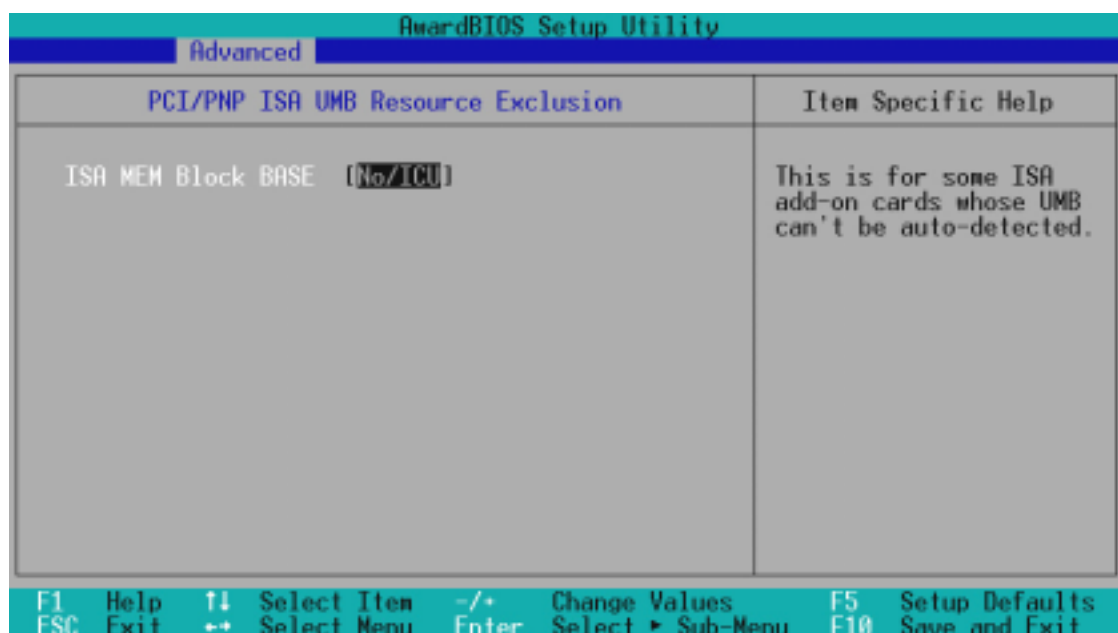 AwardBIOS Setup Utility
Advanced
PCI/PNP ISA UMB Resource Exclusion
Item Specific Help
ISA MEM Block BASE [No/ICU]
This is for some ISA
add-on cards whose UMB
can't be auto-detected.
F1 Help ↑↓ Select Item -/+ Change Values F5 Setup Defaults
ESC Exit ←→ Select Menu Enter Select ► Sub-Menu F10 Save and Exit